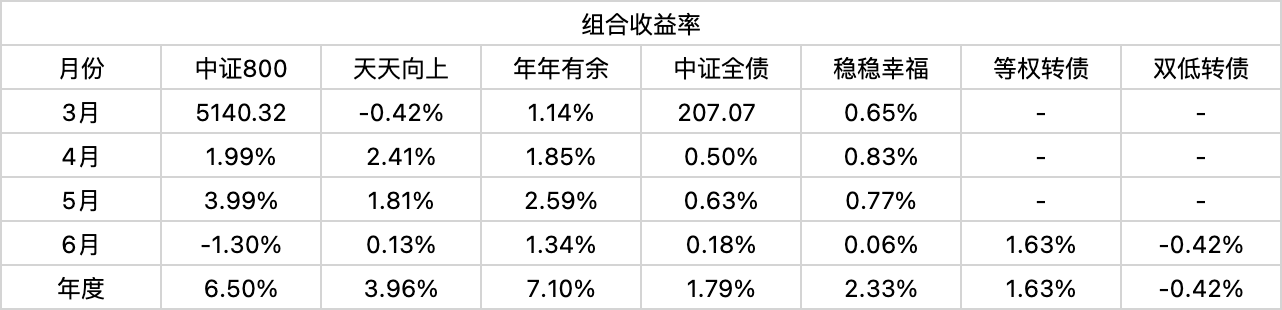 组合收益率
月份 中证800 天天向上 年年有余 中证全债 稳稳幸福 等权转债 双低转债
3月 5140.32 -0.42% 1.14% 207.07 0.65% - -
4月 1.99% 2.41% 1.85% 0.50% 0.83% - -
5月 3.99% 1.81% 2.59% 0.63% 0.77% - -
6月 -1.30% 0.13% 1.34% 0.18% 0.06% 1.63% -0.42%
年度 6.50% 3.96% 7.10% 1.79% 2.33% 1.63% -0.42%